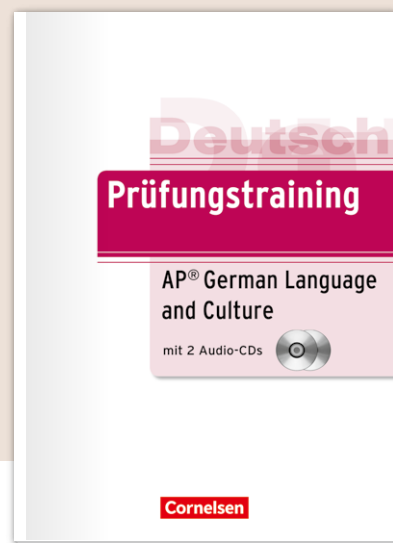 Deutsch
Prüfungstraining
AP® German Language
and Culture
mit 2 Audio-CDs
Cornelsen